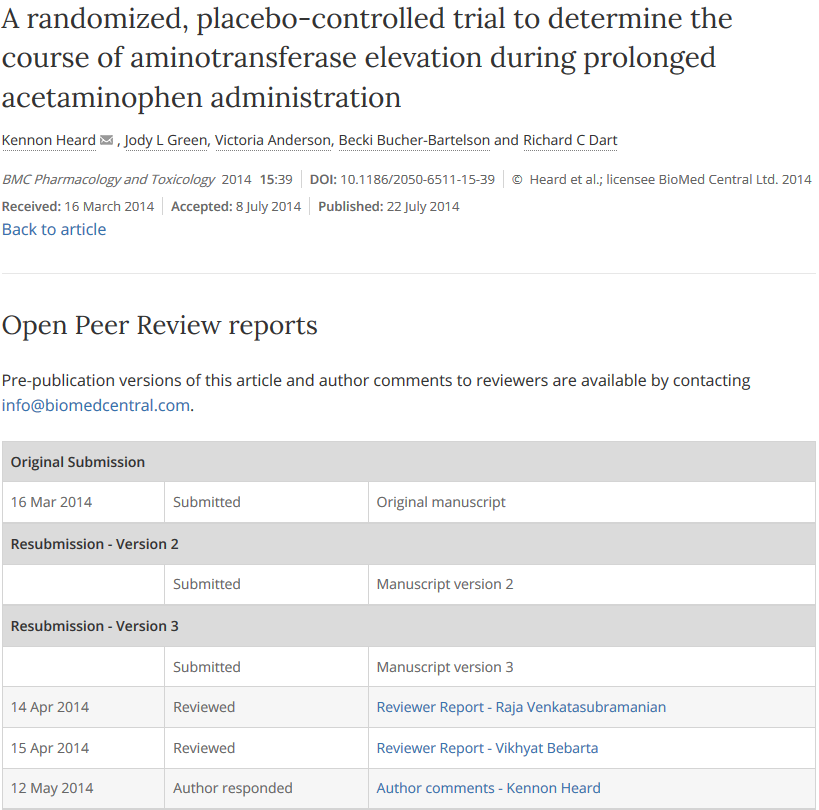 A randomized, placebo-controlled trial to determine the
course of aminotransferase elevation during prolonged
acetaminophen administration
Kennon Heard , Jody L Green, Victoria Anderson, Becki Bucher-Bartelson and Richard C Dart
BMC Pharmacology and Toxicology 2014 15:39 DOI: 10.1186/2050-6511-15-39 © Heard et al.; licensee BioMed Central Ltd. 2014
Received: 16 March 2014 Accepted: 8 July 2014 Published: 22 July 2014
Back to article
Open Peer Review reports
Pre-publication versions of this article and author comments to reviewers are available by contacting
info@biomedcentral.com.
Original Submission
16 Mar 2014 Submitted Original manuscript
Resubmission - Version 2
Submitted Manuscript version 2
Resubmission - Version 3
Submitted Manuscript version 3
14 Apr 2014 Reviewed Reviewer Report - Raja Venkatasubramanian
15 Apr 2014 Reviewed Reviewer Report - Vikhyat Bebarta
12 May 2014 Author responded Author comments - Kennon Heard